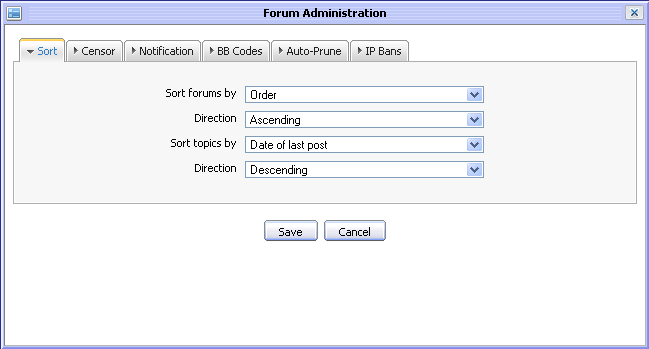 Forum Administration
Sort Censor Notification BB Codes Auto-Prune IP Bans
Sort forums by Order
Direction Ascending
Sort topics by Date of last post
Direction Descending
Save Cancel